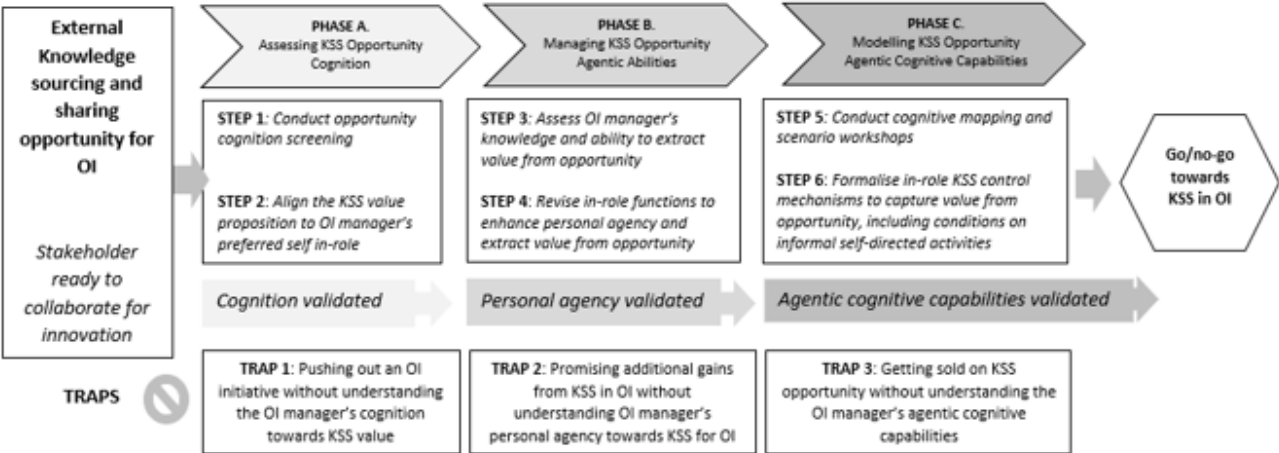 External
Knowledge
sourcing and
sharing
opportunity for
OI
Stakeholder
ready to
collaborate for
innovation
PHASE A.
Assessing KSS Opportunity
Cognition
STEP 1: Conduct opportunity
cognition screening
STEP 2: Align the KSS value
proposition to OI manager's
preferred self in-role
PHASE B.
Managing KSS Opportunity
Agentic Abilities
STEP 3: Assess OI manager's
knowledge and ability to extract
value from opportunity
STEP 4: Revise in-role functions to
enhance personal agency and
extract value from opportunity
PHASE C.
Modelling KSS Opportunity
Agentic Cognitive Capabilities
STEP 5: Conduct cognitive mapping and
scenario workshops
STEP 6: Formalise in-role KSS control
mechanisms to capture value from
opportunity, including conditions on
informal self-directed activities
Go/no-go
towards
KSS in OI
Cognition validated
Personal agency validated
Agentic cognitive capabilities validated
TRAPS
TRAP 1: Pushing out an OI
initiative without understanding
the OI manager's cognition
towards KSS value
TRAP 2: Promising additional gains
from KSS in OI without
understanding OI manager's
personal agency towards KSS for OI
TRAP 3: Getting sold on KSS
opportunity without understanding the
OI manager's agentic cognitive
capabilities